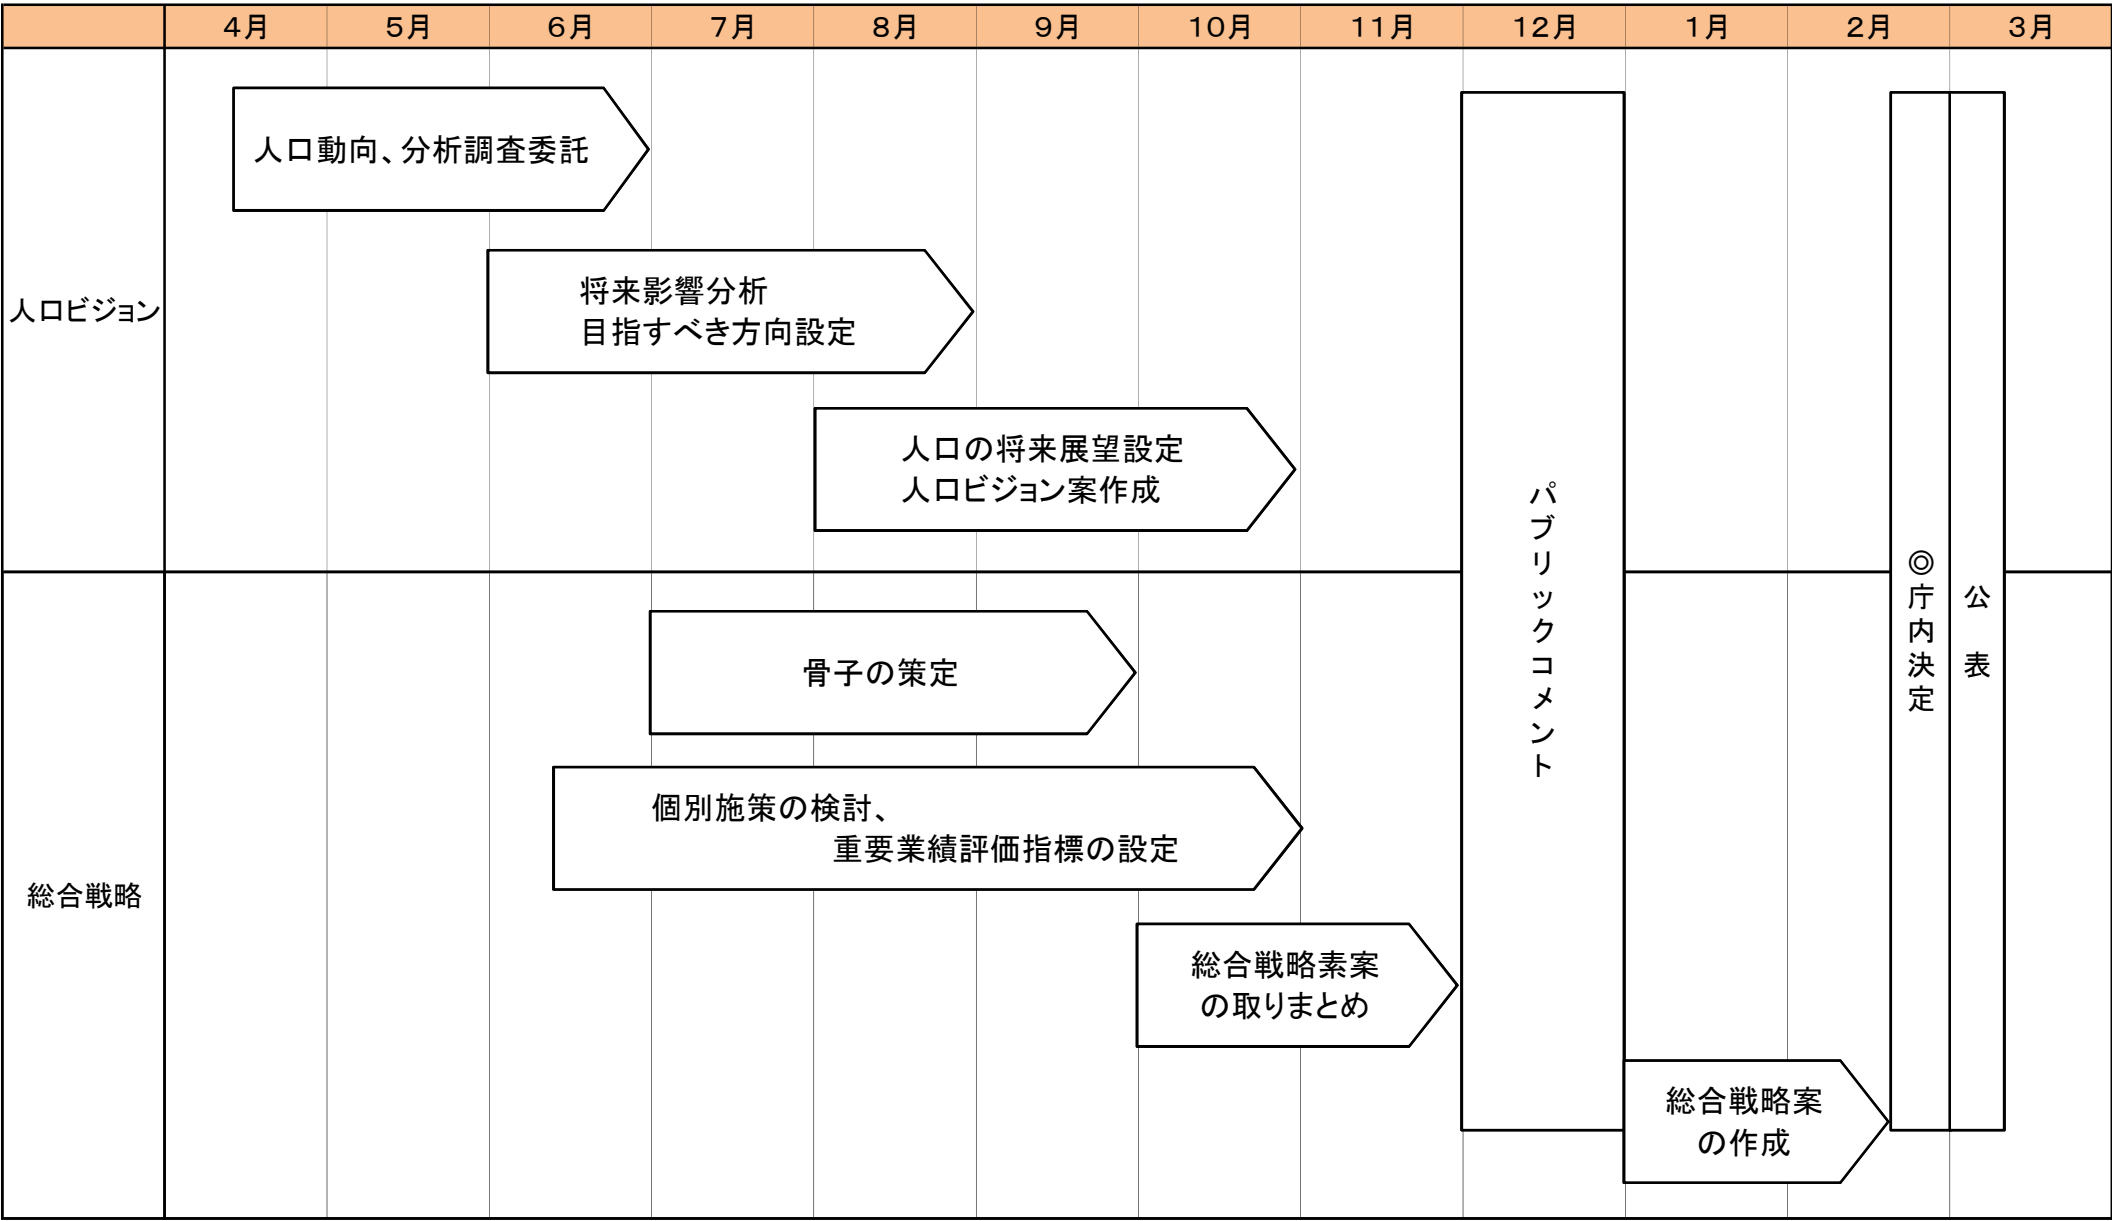 4月 5月 6月 7月 8月 9月 10月 11月 12月 1月 2月 3月
人口ビジョン
人口動向、分析調査委託
将来影響分析
目指すべき方向設定
人口の将来展望設定
人口ビジョン案作成
総合戦略
骨子の策定
個別施策の検討、
重要業績評価指標の設定
総合戦略素案
の取りまとめ
パブリックコメント
総合戦略案
の作成
◎庁内決定
公表